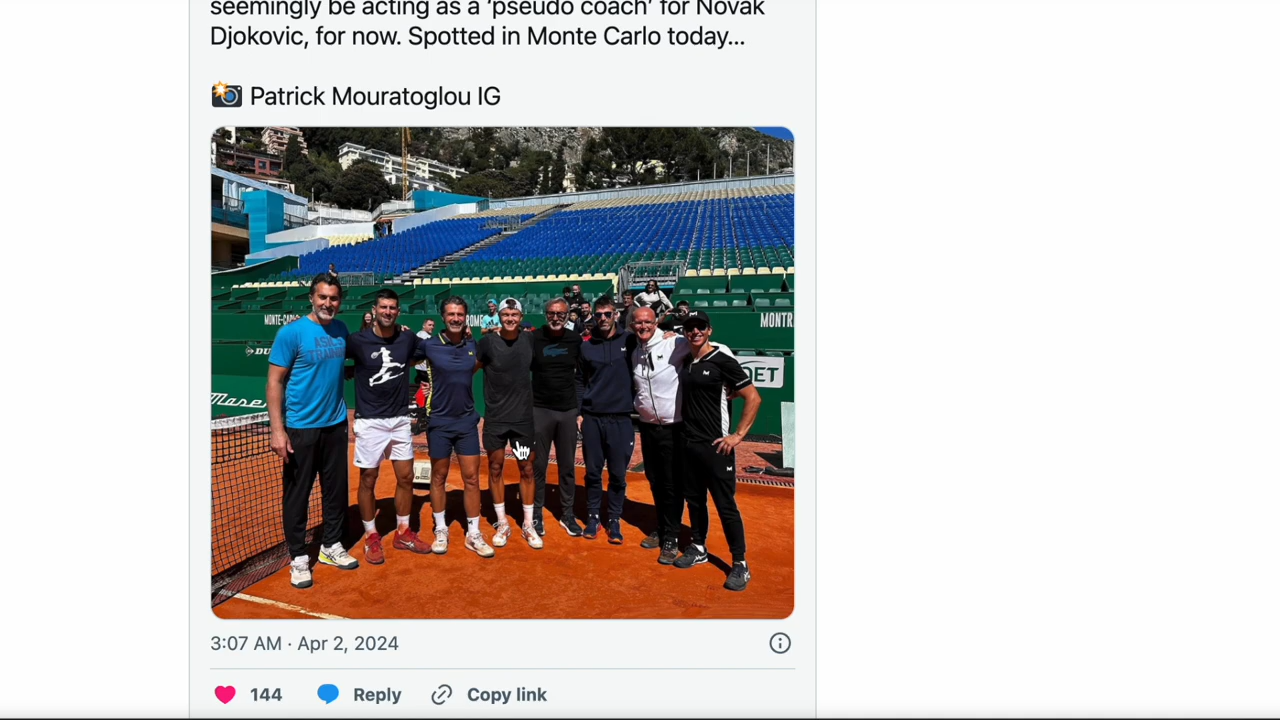 seemingly be acting as a ‘pseudo coach’ for Novak
Djokovic, for now. Spotted in Monte Carlo today...
Patrick Mouratoglou IG
MONTE-CARLO
ROME
MONTR
3:07 AM · Apr 2, 2024
144
Reply
Copy link